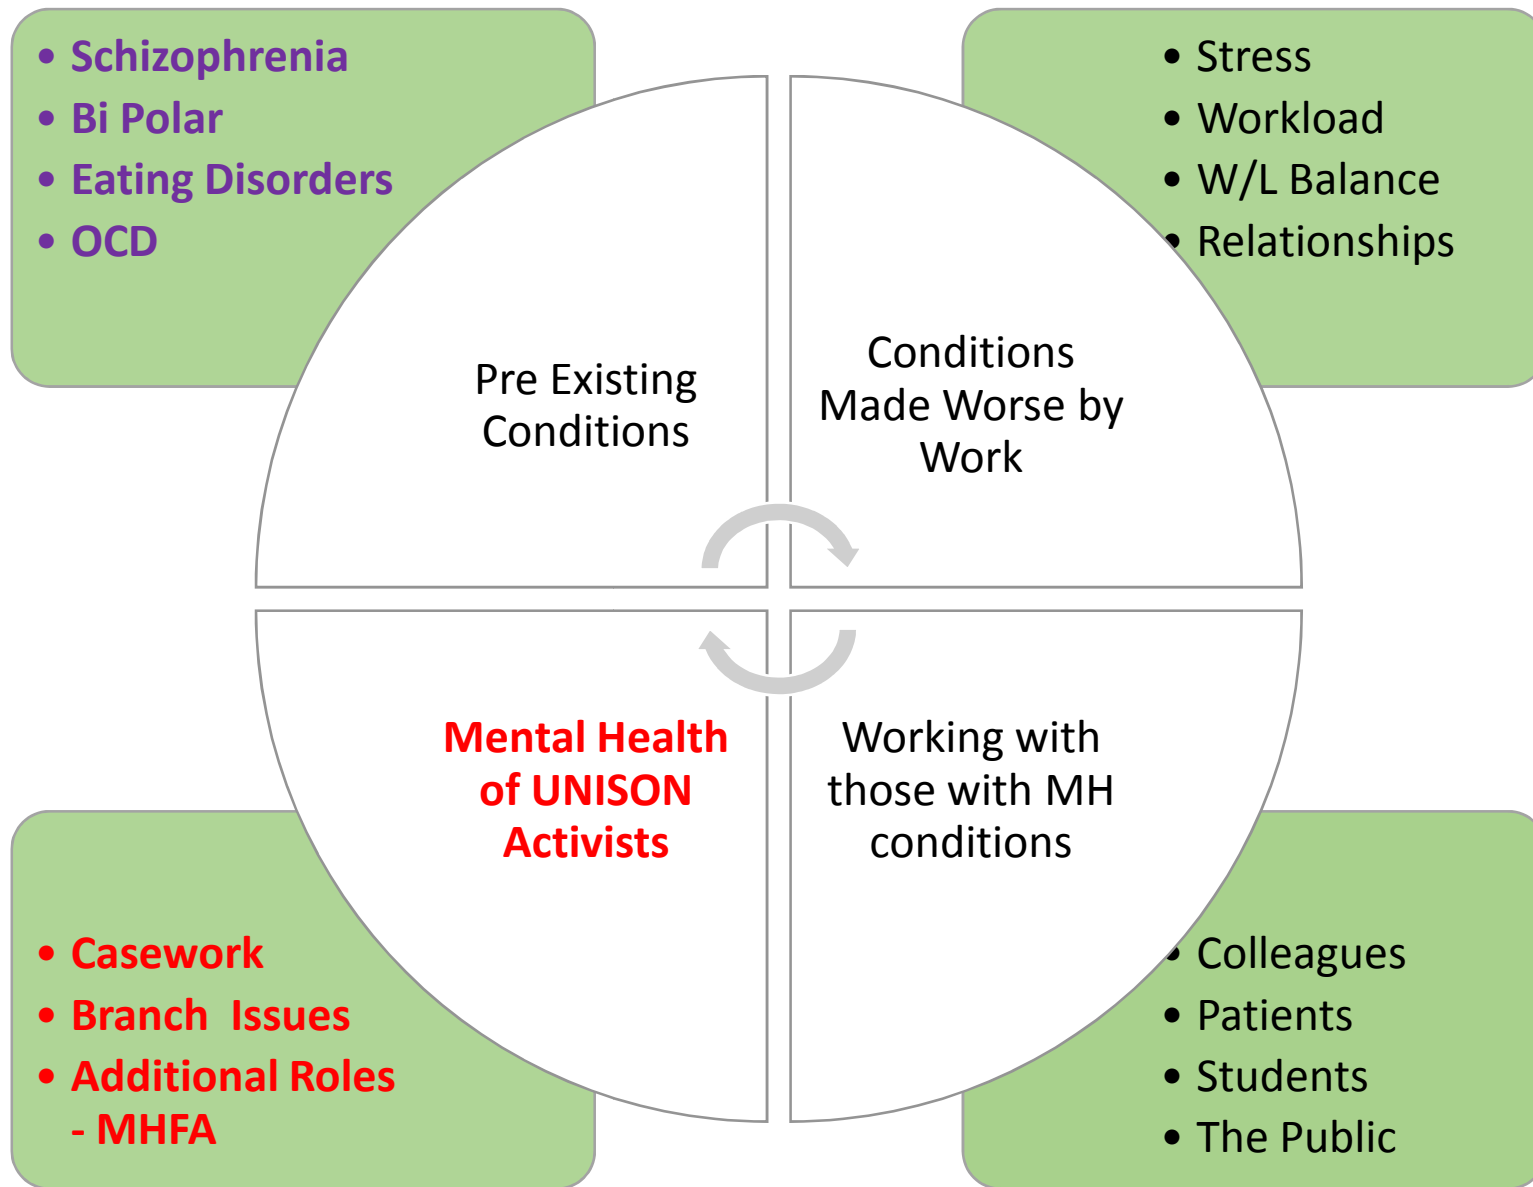 • Schizophrenia
• Bi Polar
• Eating Disorders
• OCD
• Stress
• Workload
• W/L Balance
• Relationships
Pre Existing
Conditions
Conditions
Made Worse by
Work
Mental Health
of UNISON
Activists
Working with
those with MH
conditions
• Casework
• Branch  Issues
• Additional Roles
- MHFA
• Colleagues
• Patients
• Students
• The Public